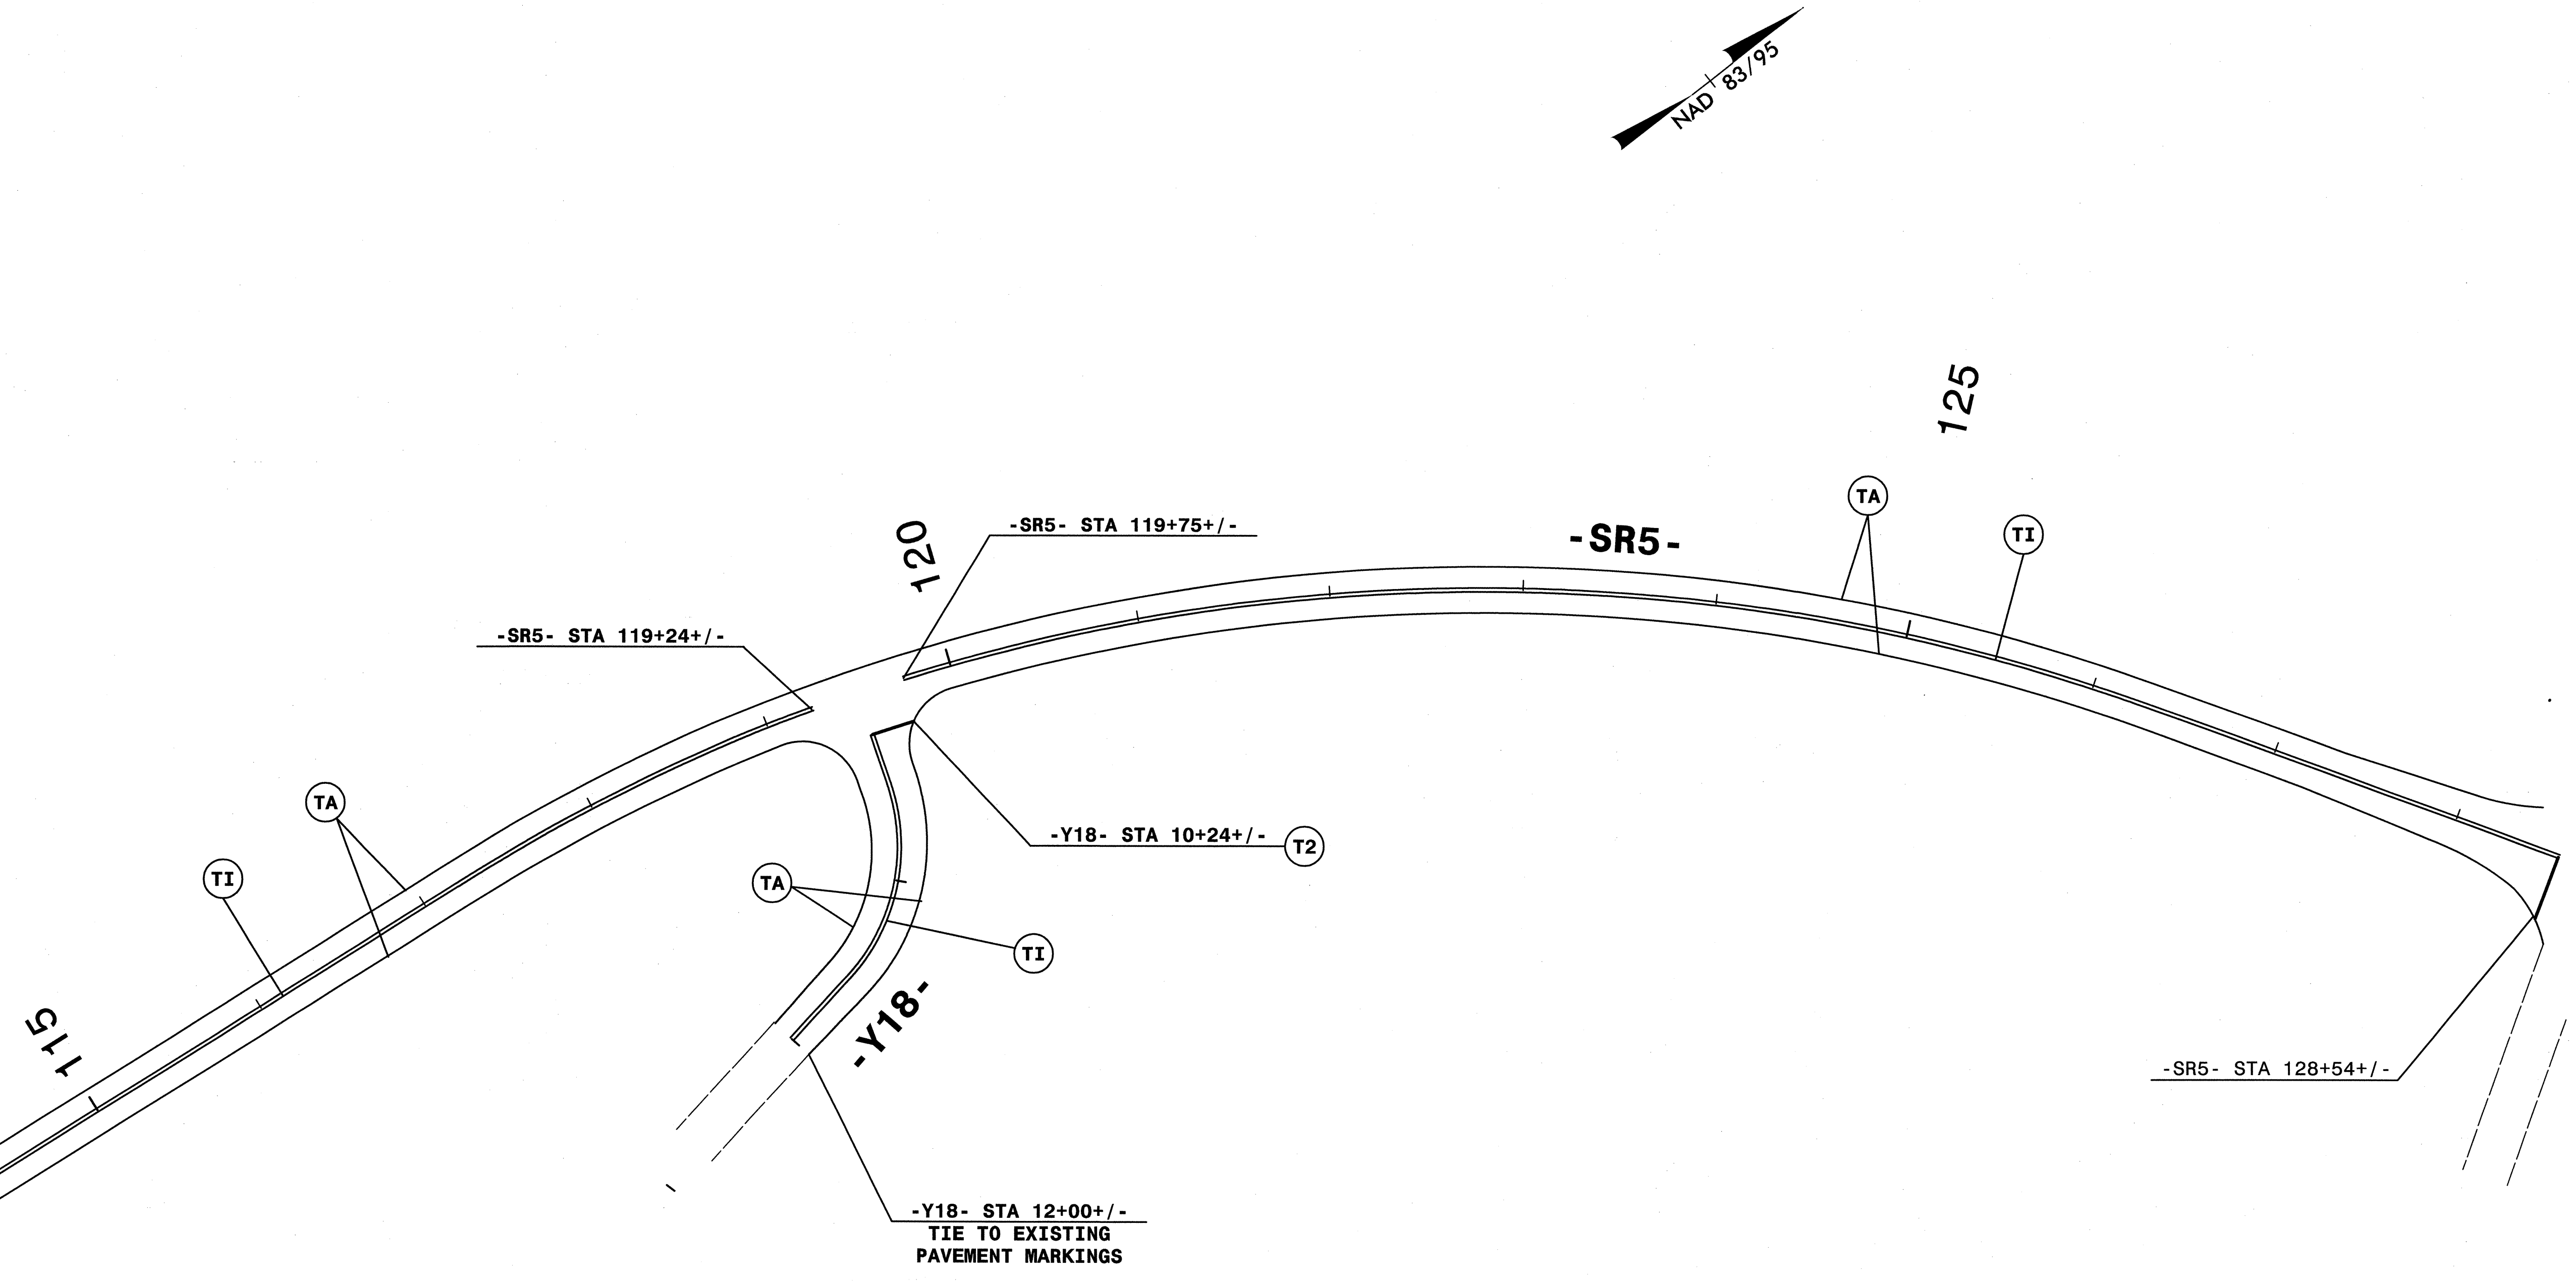 NAD 83/95
125
TA
-SR5- STA 119+75+/-
120
-SR5-
TI
-SR5- STA 119+24+/-
TA
-Y18- STA 10+24+/-
T2
TI
TA
TI
115
-Y18-
-SR5- STA 128+54+/-
-Y18- STA 12+00+/-
TIE TO EXISTING
PAVEMENT MARKINGS